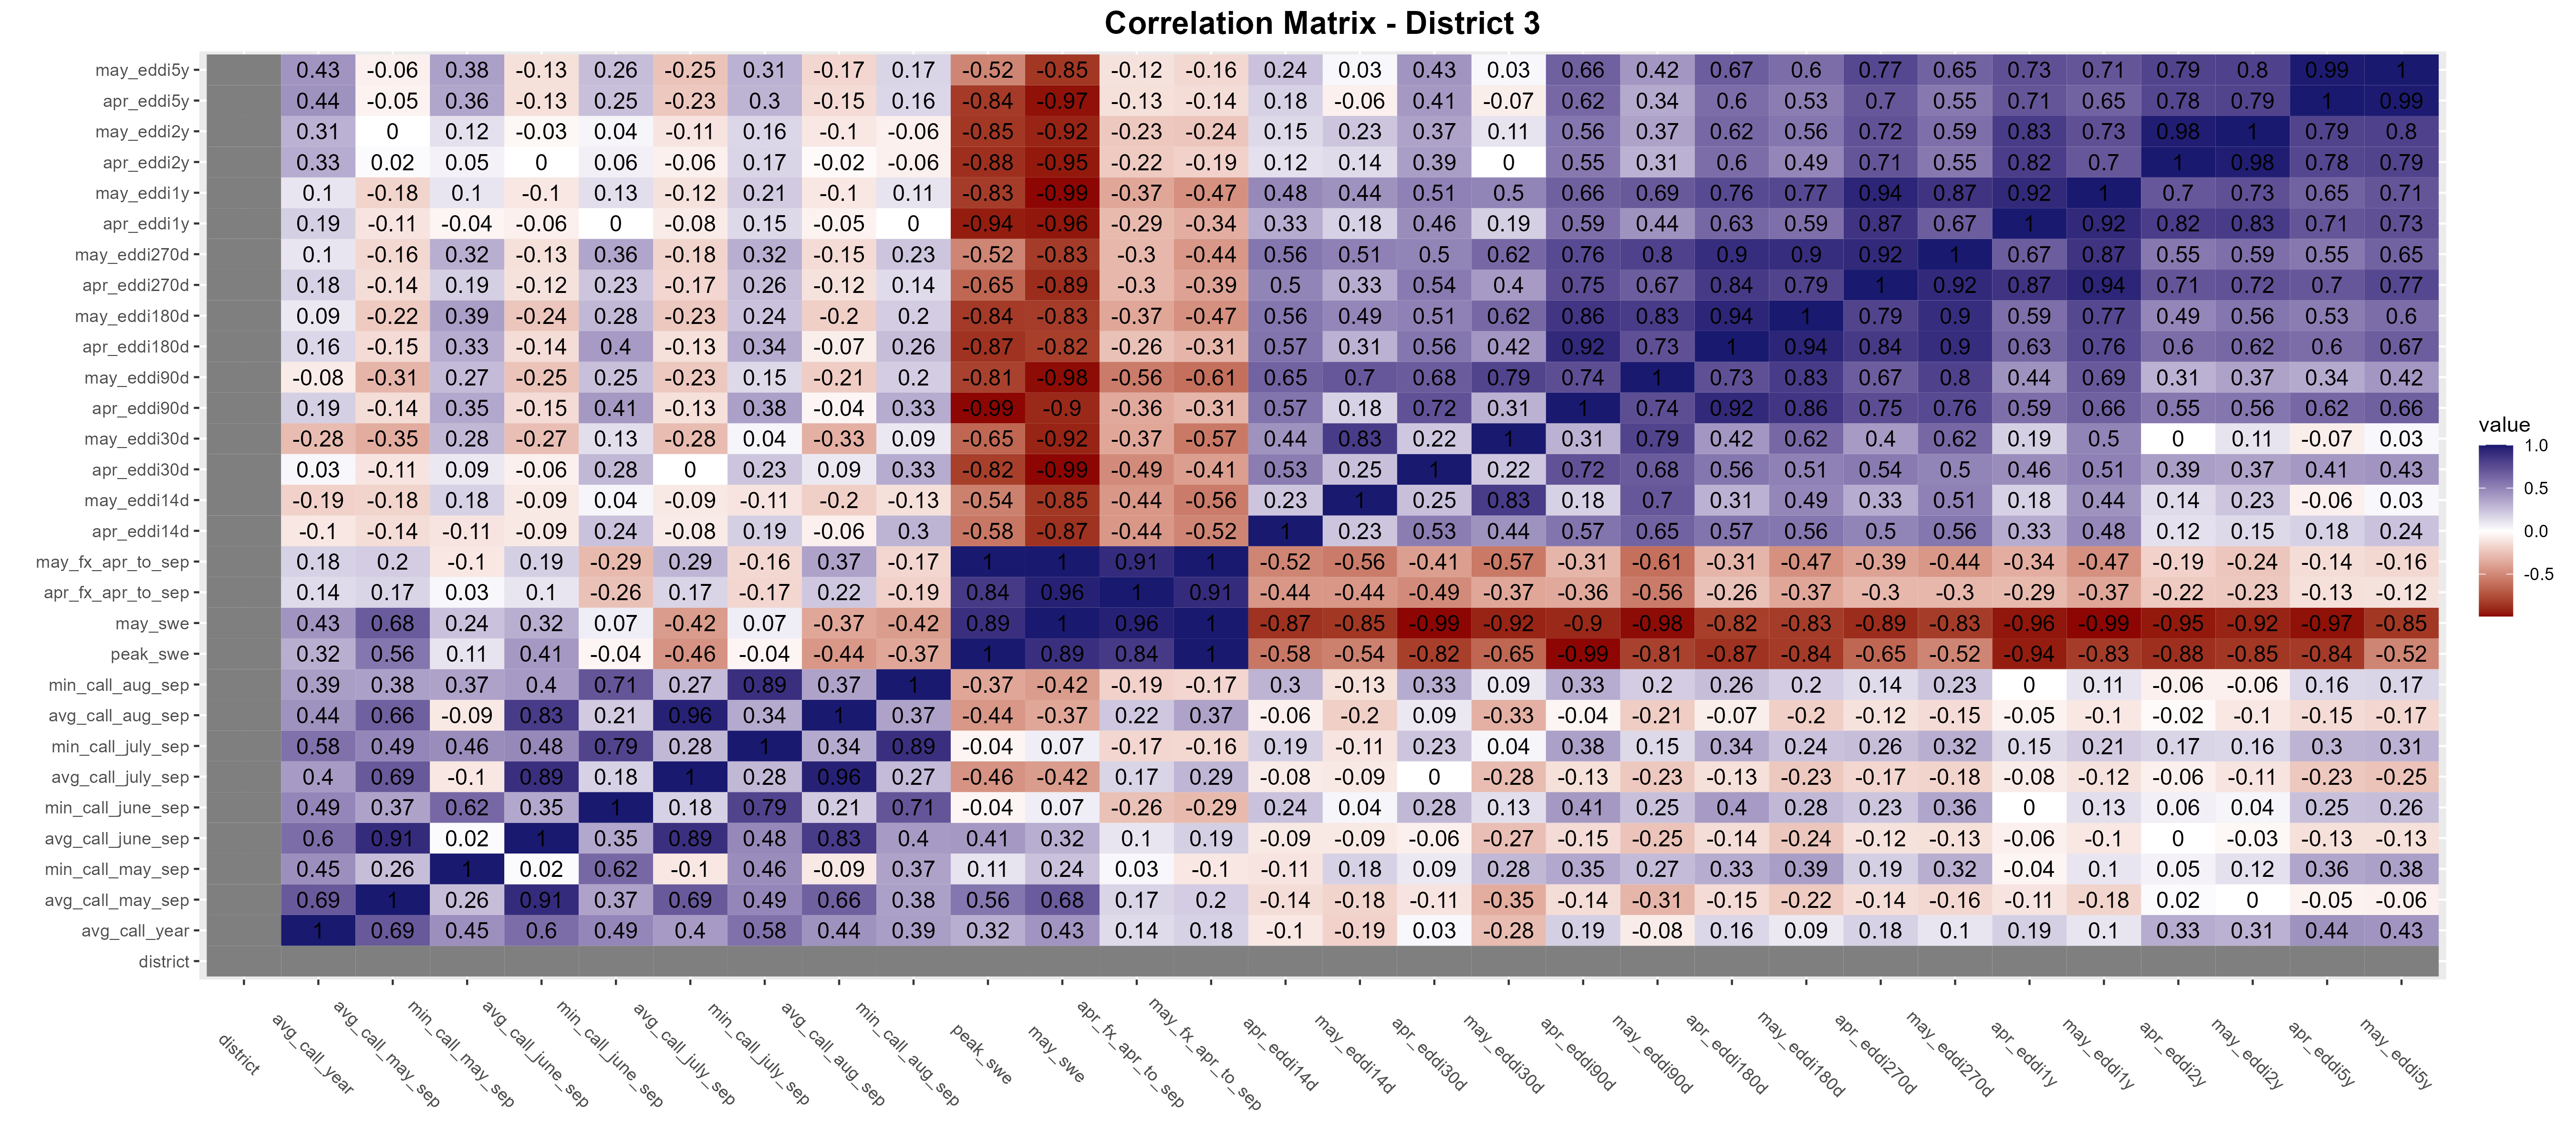 Correlation Matrix - District 3
may_eddi5y 0.43 -0.06 0.38 -0.13 0.26 -0.25 0.31 -0.17 0.17 -0.52 -0.85 -0.12 -0.16 0.24 0.03 0.43 0.03 0.66 0.42 0.67 0.6 0.77 0.65 0.73 0.71 0.79 0.8 0.99 1
apr_eddi5y 0.44 -0.05 0.36 -0.13 0.25 -0.23 0.3 -0.15 0.16 -0.84 -0.97 -0.13 -0.14 0.18 -0.06 0.41 -0.07 0.62 0.34 0.6 0.53 0.7 0.55 0.71 0.65 0.78 0.79 1 0.99
may_eddi2y 0.31 0 0.12 -0.03 0.04 -0.11 0.16 -0.1 -0.06 -0.85 -0.92 -0.23 -0.24 0.15 0.23 0.37 0.11 0.56 0.37 0.62 0.56 0.72 0.59 0.83 0.73 0.98 1 0.79 0.8
apr_eddi2y 0.33 0.02 0.05 0 0.06 -0.06 0.17 -0.02 -0.06 -0.88 -0.95 -0.22 -0.19 0.12 0.14 0.39 0 0.55 0.31 0.6 0.49 0.71 0.55 0.82 0.7 1 0.98 0.78 0.79
may_eddi1y 0.1 -0.18 0.1 -0.1 0.13 -0.12 0.21 -0.1 0.11 -0.83 -0.99 -0.37 -0.47 0.48 0.44 0.51 0.5 0.66 0.69 0.76 0.77 0.94 0.87 0.92 1 0.7 0.73 0.65 0.71
apr_eddi1y 0.19 -0.11 -0.04 -0.06 0 -0.08 0.15 -0.05 0 -0.94 -0.96 -0.29 -0.34 0.33 0.18 0.46 0.19 0.59 0.44 0.63 0.59 0.87 0.67 1 0.92 0.82 0.83 0.71 0.73
may_eddi270d 0.1 -0.16 0.32 -0.13 0.36 -0.18 0.32 -0.15 0.23 -0.52 -0.83 -0.3 -0.44 0.56 0.51 0.5 0.62 0.76 0.8 0.9 0.9 0.92 1 0.67 0.87 0.55 0.59 0.55 0.65
apr_eddi270d 0.18 -0.14 0.19 -0.12 0.23 -0.17 0.26 -0.12 0.14 -0.65 -0.89 -0.3 -0.39 0.5 0.33 0.54 0.4 0.75 0.67 0.84 0.79 1 0.92 0.87 0.94 0.71 0.72 0.7 0.77
may_eddi180d 0.09 -0.22 0.39 -0.24 0.28 -0.23 0.24 -0.2 0.2 -0.84 -0.83 -0.37 -0.47 0.56 0.49 0.51 0.62 0.86 0.83 0.94 1 0.79 0.9 0.59 0.77 0.49 0.56 0.53 0.6
apr_eddi180d 0.16 -0.15 0.33 -0.14 0.4 -0.13 0.34 -0.07 0.26 -0.87 -0.82 -0.26 -0.31 0.57 0.31 0.56 0.42 0.92 0.73 1 0.94 0.84 0.9 0.63 0.76 0.6 0.62 0.6 0.67
may_eddi90d -0.08 -0.31 0.27 -0.25 0.25 -0.23 0.15 -0.21 0.2 -0.81 -0.98 -0.56 -0.61 0.65 0.7 0.68 0.79 0.74 1 0.73 0.83 0.67 0.8 0.44 0.69 0.31 0.37 0.34 0.42
apr_eddi90d 0.19 -0.14 0.35 -0.15 0.41 -0.13 0.38 -0.04 0.33 -0.99 -0.9 -0.36 -0.31 0.57 0.18 0.72 0.31 1 0.74 0.92 0.86 0.75 0.76 0.59 0.66 0.55 0.56 0.62 0.66
may_eddi30d -0.28 -0.35 0.28 -0.27 0.13 -0.28 0.04 -0.33 0.09 -0.65 -0.92 -0.37 -0.57 0.44 0.83 0.22 1 0.31 0.79 0.42 0.62 0.4 0.62 0.19 0.5 0 0.11 -0.07 0.03
apr_eddi30d 0.03 -0.11 0.09 -0.06 0.28 0 0.23 0.09 0.33 -0.82 -0.99 -0.49 -0.41 0.53 0.25 1 0.22 0.72 0.68 0.56 0.51 0.54 0.5 0.46 0.51 0.39 0.37 0.41 0.43
may_eddi14d -0.19 -0.18 0.18 -0.09 0.04 -0.09 -0.11 -0.2 -0.13 -0.54 -0.85 -0.44 -0.56 0.23 1 0.25 0.83 0.18 0.7 0.31 0.49 0.33 0.51 0.18 0.44 0.14 0.23 -0.06 0.03
apr_eddi14d -0.1 -0.14 -0.11 -0.09 0.24 -0.08 0.19 -0.06 0.3 -0.58 -0.87 -0.44 -0.52 1 0.23 0.53 0.44 0.57 0.65 0.57 0.56 0.5 0.56 0.33 0.48 0.12 0.15 0.18 0.24
may_fx_apr_to_sep 0.18 0.2 -0.1 0.19 -0.29 0.29 -0.16 0.37 -0.17 1 1 0.91 1 -0.52 -0.56 -0.41 -0.57 -0.31 -0.61 -0.31 -0.47 -0.39 -0.44 -0.34 -0.47 -0.19 -0.24 -0.14 -0.16
apr_fx_apr_to_sep 0.14 0.17 0.03 0.1 -0.26 0.17 -0.17 0.22 -0.19 0.84 0.96 1 0.91 -0.44 -0.44 -0.49 -0.37 -0.36 -0.56 -0.26 -0.37 -0.3 -0.3 -0.29 -0.37 -0.22 -0.23 -0.13 -0.12
may_swe 0.43 0.68 0.24 0.32 0.07 -0.42 0.07 -0.37 -0.42 0.89 1 0.96 1 -0.87 -0.85 -0.99 -0.92 -0.9 -0.98 -0.82 -0.83 -0.89 -0.83 -0.96 -0.99 -0.95 -0.92 -0.97 -0.85
peak_swe 0.32 0.56 0.11 0.41 -0.04 -0.46 -0.04 -0.44 -0.37 1 0.89 0.84 1 -0.58 -0.54 -0.82 -0.65 -0.99 -0.81 -0.87 -0.84 -0.65 -0.52 -0.94 -0.83 -0.88 -0.85 -0.84 -0.52
min_call_aug_sep 0.39 0.38 0.37 0.4 0.71 0.27 0.89 0.37 1 -0.37 -0.42 -0.19 -0.17 0.3 -0.13 0.33 0.09 0.33 0.2 0.26 0.2 0.14 0.23 0 0.11 -0.06 -0.06 0.16 0.17
avg_call_aug_sep 0.44 0.66 -0.09 0.83 0.21 0.96 0.34 1 0.37 -0.44 -0.37 0.22 0.37 -0.06 -0.2 0.09 -0.33 -0.04 -0.21 -0.07 -0.2 -0.12 -0.15 -0.05 -0.1 -0.02 -0.1 -0.15 -0.17
min_call_july_sep 0.58 0.49 0.46 0.48 0.79 0.28 1 0.34 0.89 -0.04 0.07 -0.17 -0.16 0.19 -0.11 0.23 0.04 0.38 0.15 0.34 0.24 0.26 0.32 0.15 0.21 0.17 0.16 0.3 0.31
avg_call_july_sep 0.4 0.69 -0.1 0.89 0.18 1 0.28 0.96 0.27 -0.46 -0.42 0.17 0.29 -0.08 -0.09 0 -0.28 -0.13 -0.23 -0.13 -0.23 -0.17 -0.18 -0.08 -0.12 -0.06 -0.11 -0.23 -0.25
min_call_june_sep 0.49 0.37 0.62 0.35 1 0.18 0.79 0.21 0.71 -0.04 0.07 -0.26 -0.29 0.24 0.04 0.28 0.13 0.41 0.25 0.4 0.28 0.23 0.36 0 0.13 0.06 0.04 0.25 0.26
avg_call_june_sep 0.6 0.91 0.02 1 0.35 0.89 0.48 0.83 0.4 0.41 0.32 0.1 0.19 -0.09 -0.09 -0.06 -0.27 -0.15 -0.25 -0.14 -0.24 -0.12 -0.13 -0.06 -0.1 0 -0.03 -0.13 -0.13
min_call_may_sep 0.45 0.26 1 0.02 0.62 -0.1 0.46 -0.09 0.37 0.11 0.24 0.03 -0.1 -0.11 0.18 0.09 0.28 0.35 0.27 0.33 0.39 0.19 0.32 -0.04 0.1 0.05 0.12 0.36 0.38
avg_call_may_sep 0.69 1 0.26 0.91 0.37 0.69 0.49 0.66 0.38 0.56 0.68 0.17 0.2 -0.14 -0.18 -0.11 -0.35 -0.14 -0.31 -0.15 -0.22 -0.14 -0.16 -0.11 -0.18 0.02 0 -0.05 -0.06
avg_call_year 1 0.69 0.45 0.6 0.49 0.4 0.58 0.44 0.39 0.32 0.43 0.14 0.18 -0.1 -0.19 0.03 -0.28 0.19 -0.08 0.16 0.09 0.18 0.1 0.19 0.1 0.33 0.31 0.44 0.43
district
district avg_call_year avg_call_may_sep min_call_may_sep avg_call_june_sep min_call_june_sep avg_call_july_sep min_call_july_sep avg_call_aug_sep min_call_aug_sep peak_swe may_swe apr_fx_apr_to_sep may_fx_apr_to_sep apr_eddi14d may_eddi14d apr_eddi30d may_eddi30d apr_eddi90d may_eddi90d apr_eddi180d may_eddi180d apr_eddi270d may_eddi270d apr_eddi1y may_eddi1y apr_eddi2y may_eddi2y apr_eddi5y may_eddi5y
value
1.0
0.5
0.0
-0.5